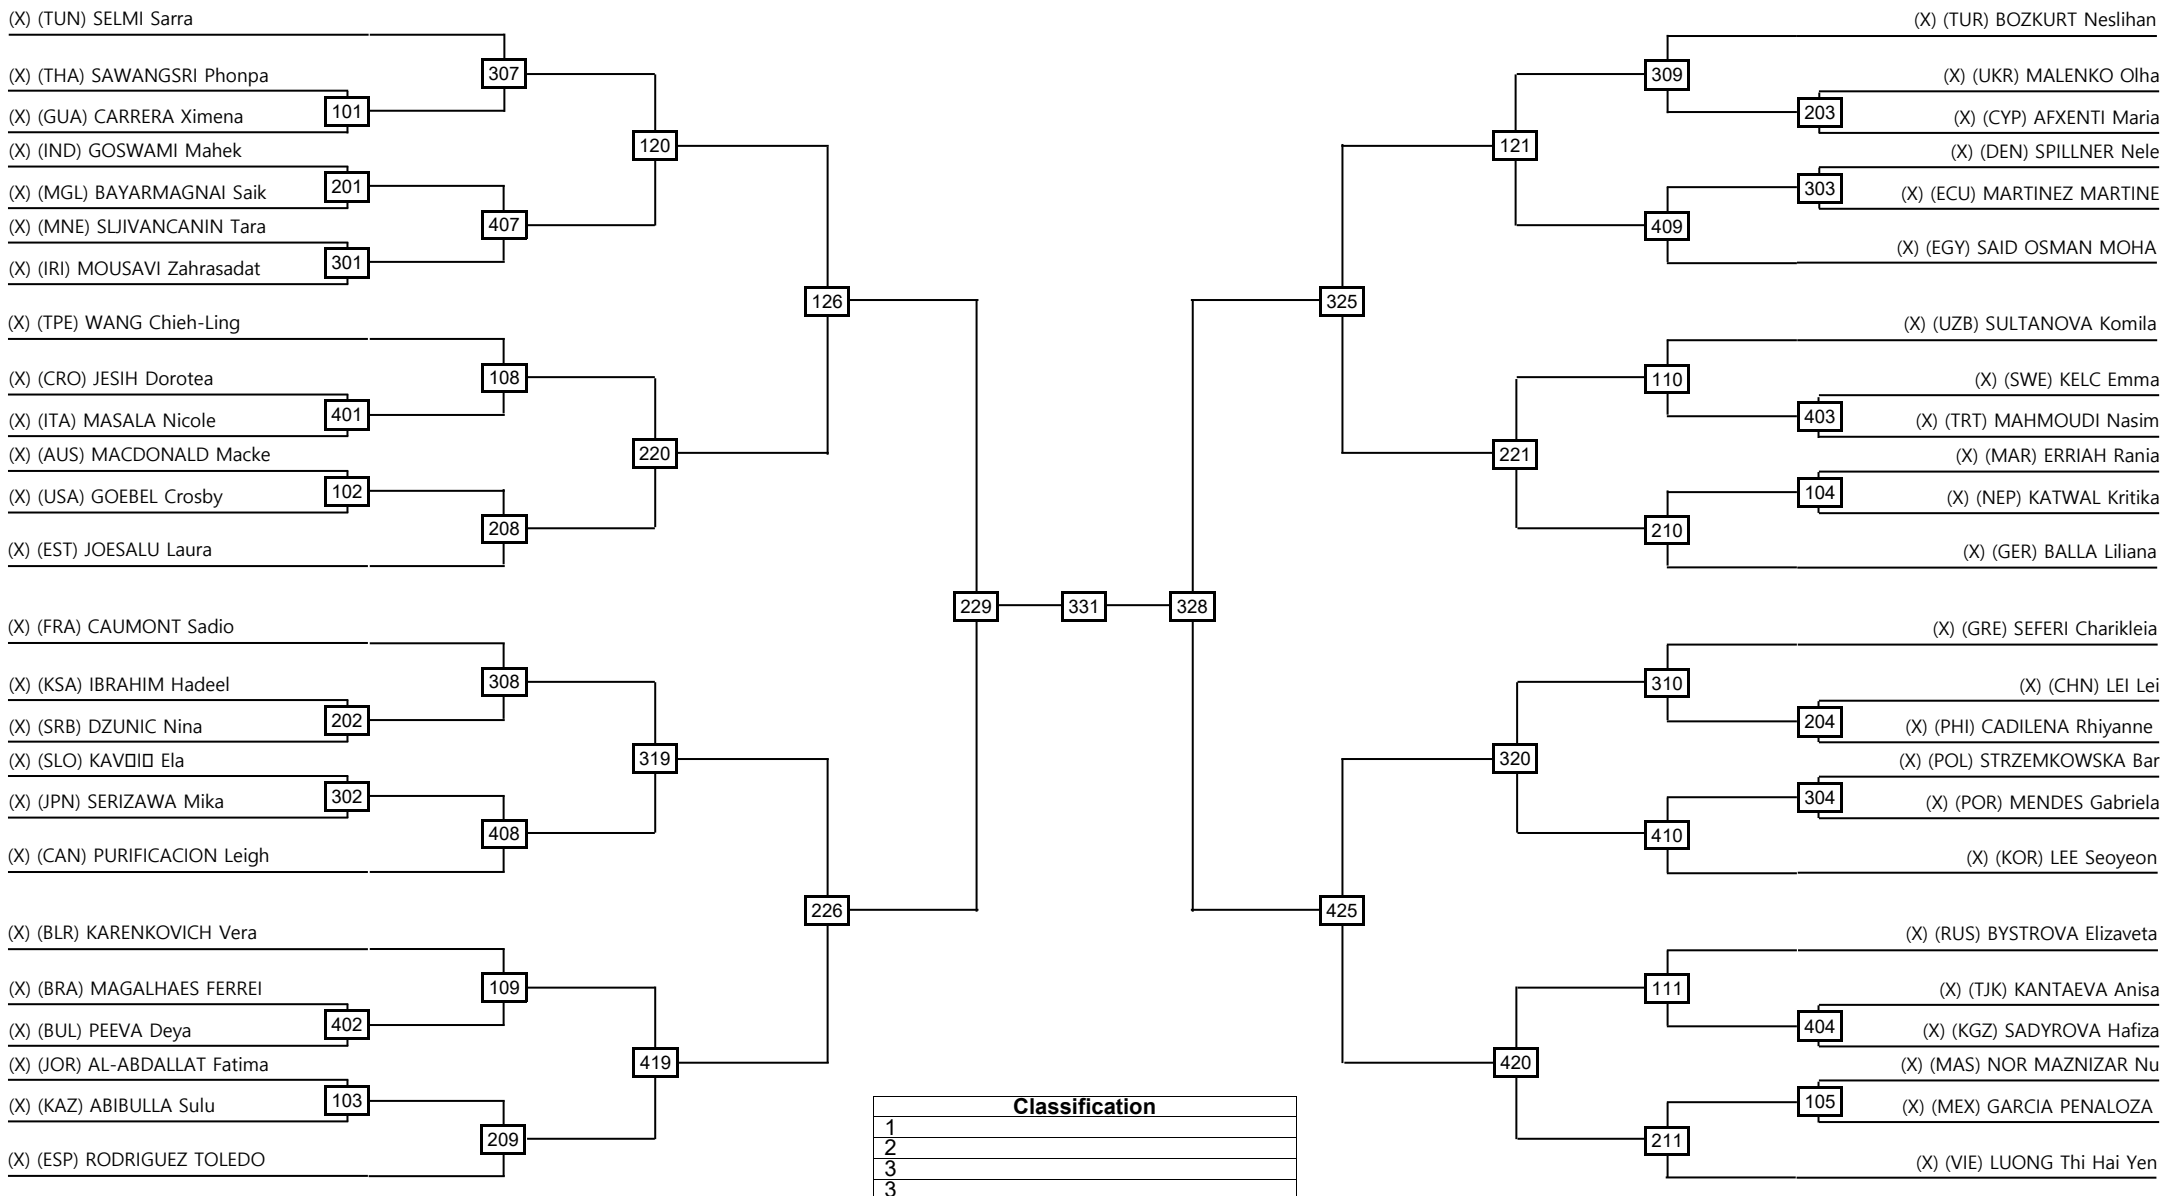 (X) (TUN) SELMI Sarra
(X) (THA) SAWANGSRI Phonpa
(X) (GUA) CARRERA Ximena
(X) (IND) GOSWAMI Mahek
(X) (MGL) BAYARMAGNAI Saik
(X) (MNE) SLJIVANCANIN Tara
(X) (IRI) MOUSAVI Zahrasadat
(X) (TPE) WANG Chieh-Ling
(X) (CRO) JESIH Dorotea
(X) (ITA) MASALA Nicole
(X) (AUS) MACDONALD Macke
(X) (USA) GOEBEL Crosby
(X) (EST) JOESALU Laura
(X) (FRA) CAUMONT Sadio
(X) (KSA) IBRAHIM Hadeel
(X) (SRB) DZUNIC Nina
(X) (SLO) KAV□I□ Ela
(X) (JPN) SERIZAWA Mika
(X) (CAN) PURIFICACION Leigh
(X) (BLR) KARENKOVICH Vera
(X) (BRA) MAGALHAES FERREI
(X) (BUL) PEEVA Deya
(X) (JOR) AL-ABDALLAT Fatima
(X) (KAZ) ABIBULLA Sulu
(X) (ESP) RODRIGUEZ TOLEDO
101
201
301
401
102
202
302
402
103
307
407
108
208
308
408
109
209
120
220
319
419
126
226
229
331
328
325
425
121
221
320
420
309
409
110
210
310
410
111
211
203
303
403
104
204
304
404
105
(X) (TUR) BOZKURT Neslihan
(X) (UKR) MALENKO Olha
(X) (CYP) AFXENTI Maria
(X) (DEN) SPILLNER Nele
(X) (ECU) MARTINEZ MARTINE
(X) (EGY) SAID OSMAN MOHA
(X) (UZB) SULTANOVA Komila
(X) (SWE) KELC Emma
(X) (TRT) MAHMOUDI Nasim
(X) (MAR) ERRIAH Rania
(X) (NEP) KATWAL Kritika
(X) (GER) BALLA Liliana
(X) (GRE) SEFERI Charikleia
(X) (CHN) LEI Lei
(X) (PHI) CADILENA Rhiyanne
(X) (POL) STRZEMKOWSKA Bar
(X) (POR) MENDES Gabriela
(X) (KOR) LEE Seoyeon
(X) (RUS) BYSTROVA Elizaveta
(X) (TJK) KANTAEVA Anisa
(X) (KGZ) SADYROVA Hafiza
(X) (MAS) NOR MAZNIZAR Nu
(X) (MEX) GARCIA PENALOZA
(X) (VIE) LUONG Thi Hai Yen
Classification
1
2
3
3